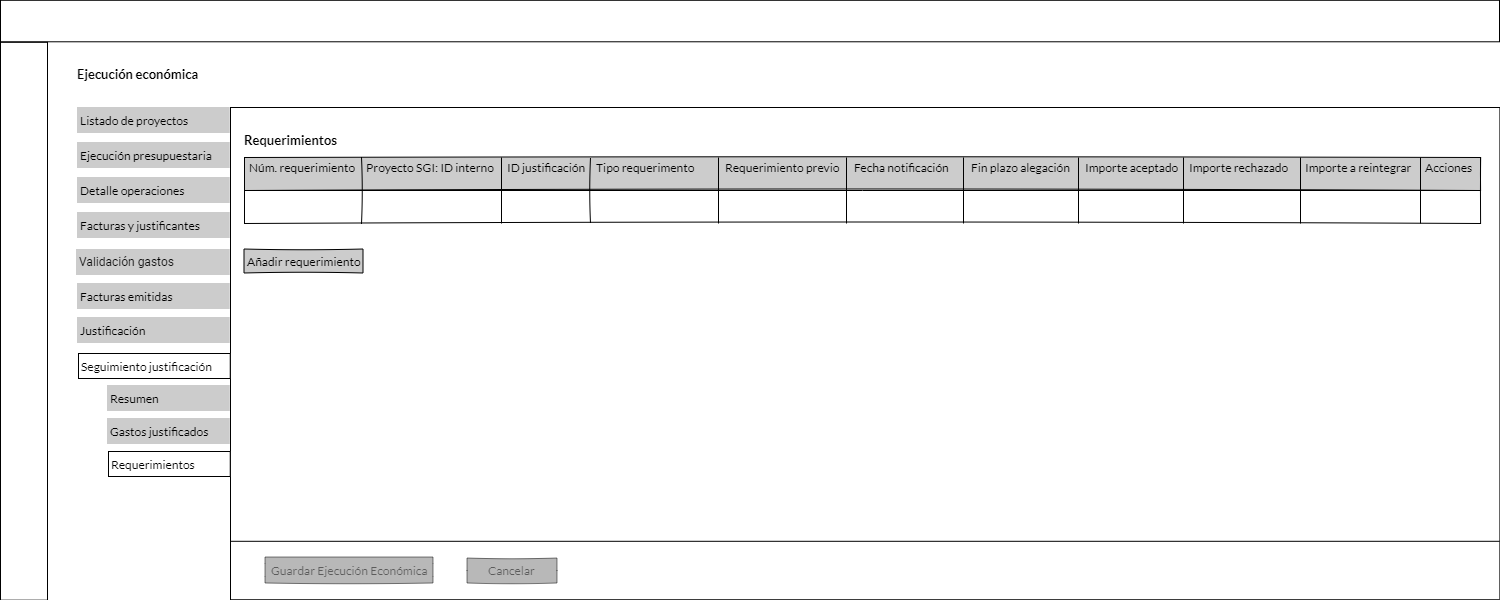 Ejecución económica
Listado de proyectos
Ejecución presupuestaria
Detalle operaciones
Facturas y justificantes
Validación gastos
Facturas emitidas
Justificación
Seguimiento justificación
Resumen
Gastos justificados
Requerimientos
Requerimientos
Núm. requerimiento Proyecto SGI: ID interno ID justificación Tipo requerimento Requerimiento previo Fecha notificación Fin plazo alegación Importe aceptado Importe rechazado Importe a reintegrar Acciones
Añadir requerimiento
Guardar Ejecución Económica Cancelar